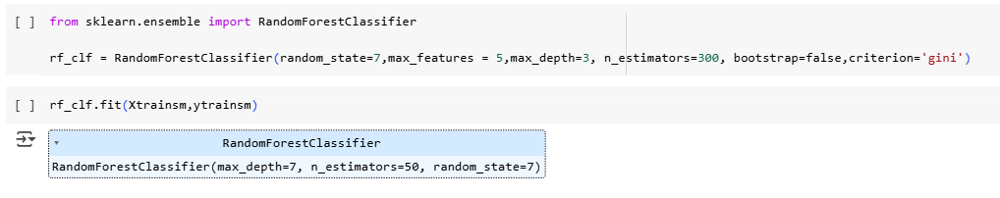 [ ] from sklearn.ensemble import RandomForestClassifier
rf_clf = RandomForestClassifier(random_state=7,max_features = 5,max_depth=3, n_estimators=300, bootstrap=false,criterion='gini')
[ ] rf_clf.fit(Xtrainsm,ytrainsm)
RandomForestClassifier
RandomForestClassifier(max_depth=7, n_estimators=50, random_state=7)